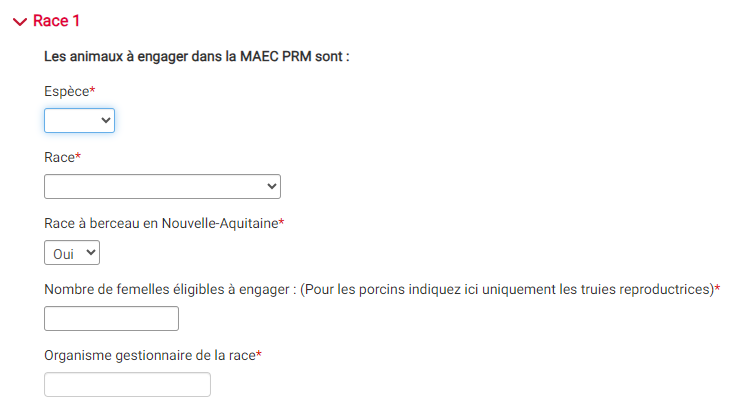 Race 1
Les animaux à engager dans la MAEC PRM sont :
Espèce*
Race*
Race à berceau en Nouvelle-Aquitaine*
Oui
Nombre de femelles éligibles à engager : (Pour les porcins indiquez ici uniquement les truies reproductrices)*
Organisme gestionnaire de la race*